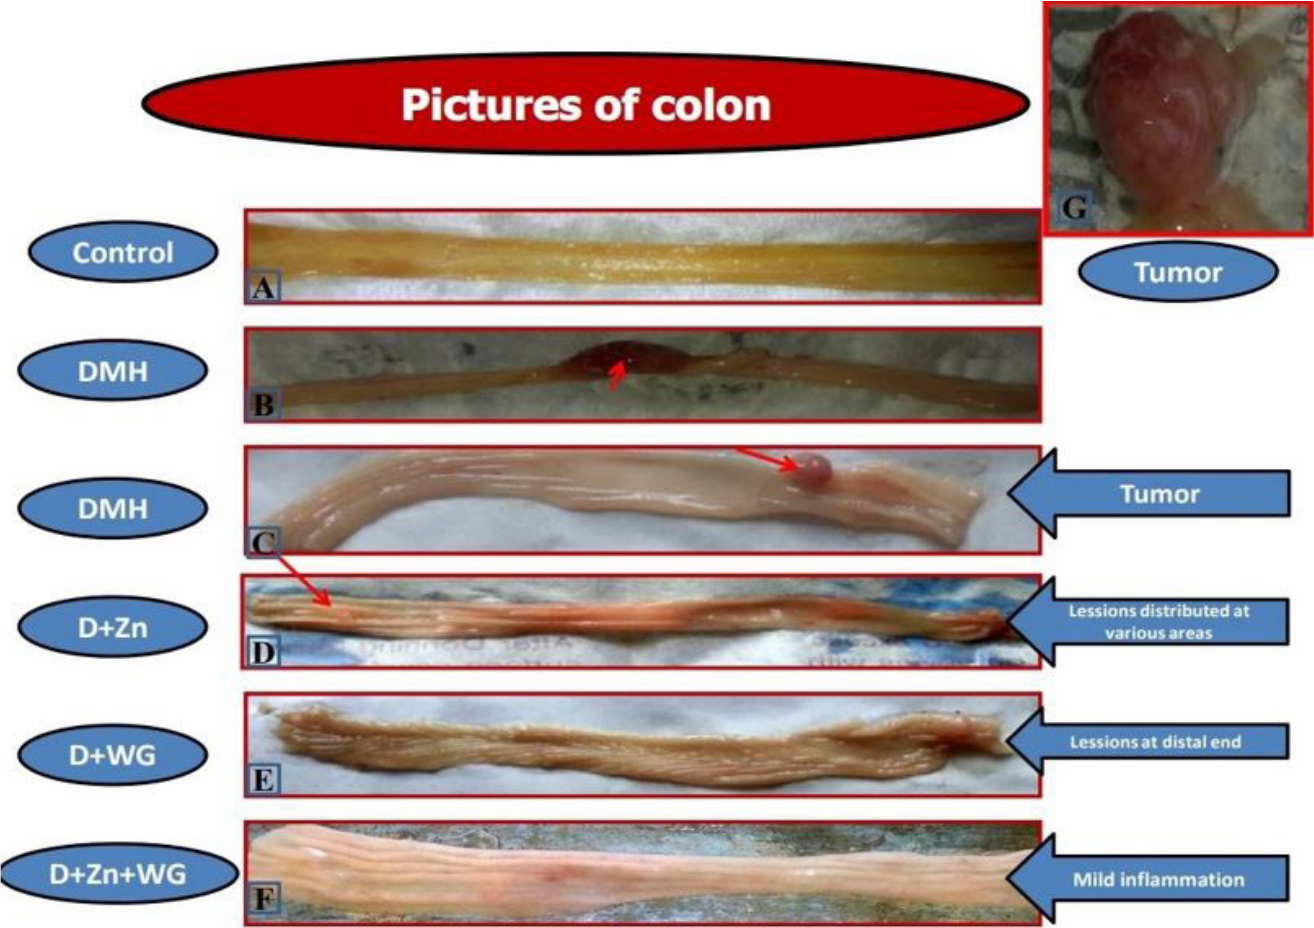 Pictures of colon
G
Tumor
Control
A
DMH
B
DMH
C
Tumor
D+Zn
D
Lessions distributed at
various areas
D+WG
E
Lessions at distal end
D+Zn+WG
F
Mild inflammation